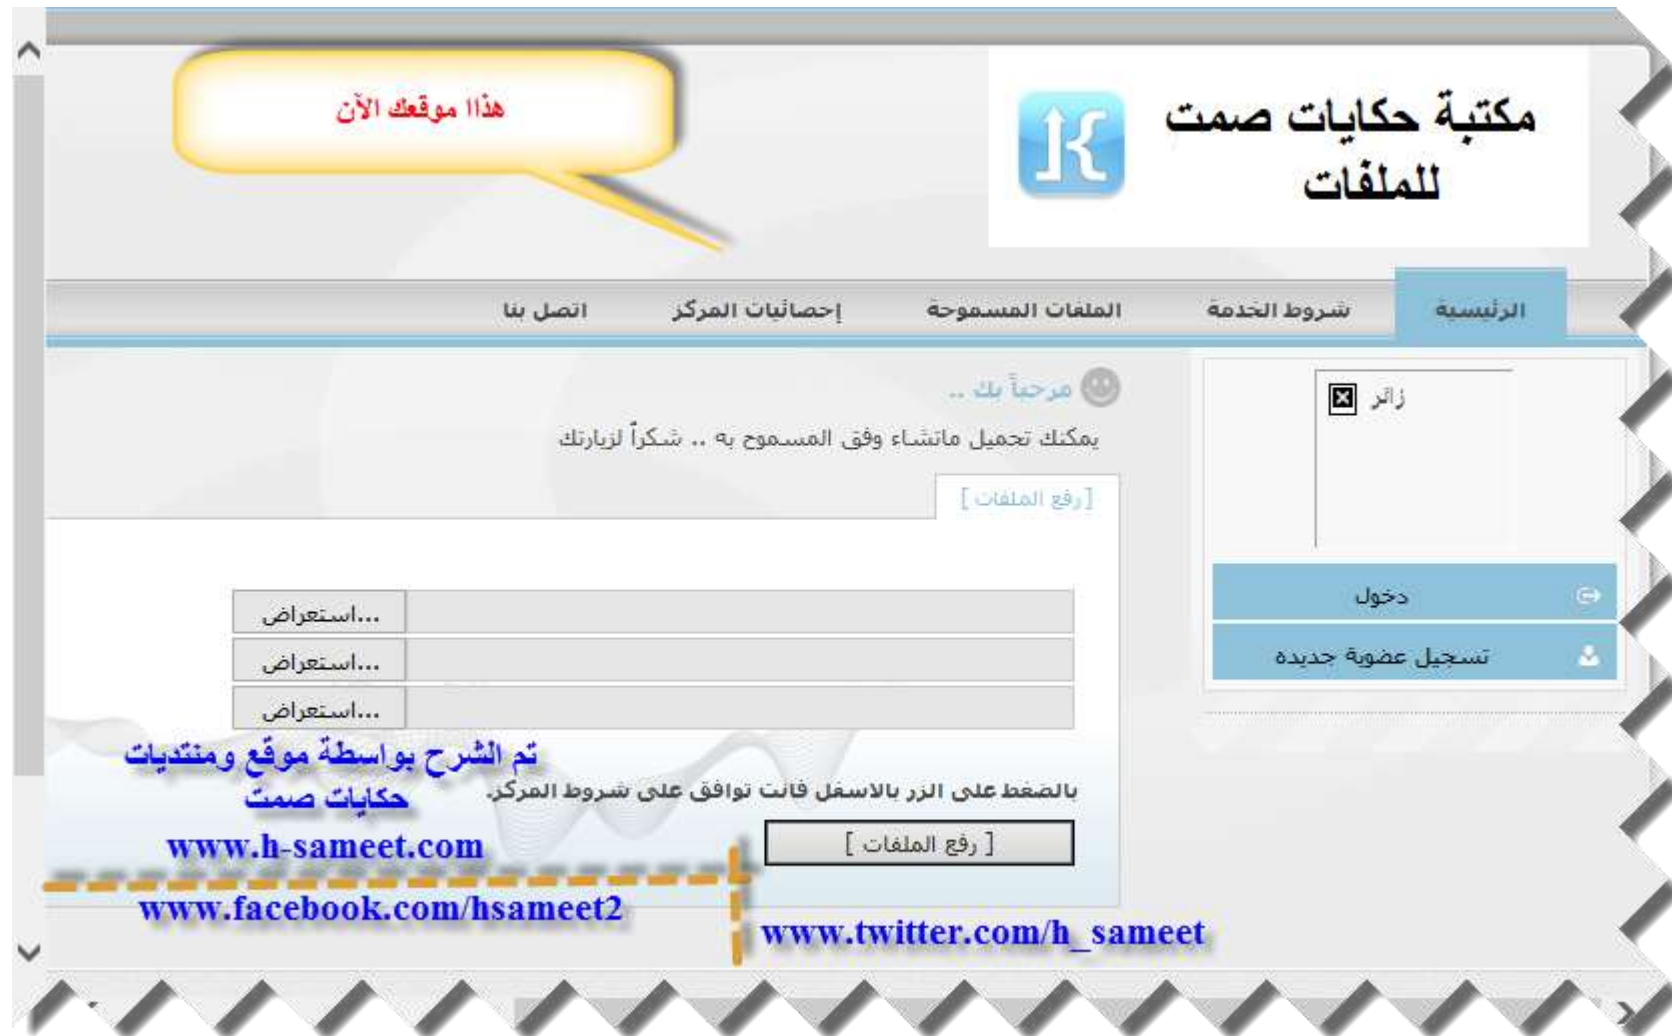 هذاا موقعك الآن
مكتبة حكايات صمت
للملفات
الرئيسية
شروط الخدمة
الملفات المسموحة
إحصائيات المركز
اتصل بنا
زائر
دخول
تسجيل عضوية جديده
مرحباً بك ..
يمكنك تحميل ماتشاء وفق المسموح به .. شكراً لزيارتك
[ رفع الملفات ]
استعراض...
استعراض...
استعراض...
بالضغط على الزر بالاسفل فانت توافق على شروط المركز.
[ رفع الملفات ]
تم الشرح بواسطة موقع ومنتديات
حكايات صمت
www.h-sameet.com
www.facebook.com/hsameet2
www.twitter.com/h_sameet